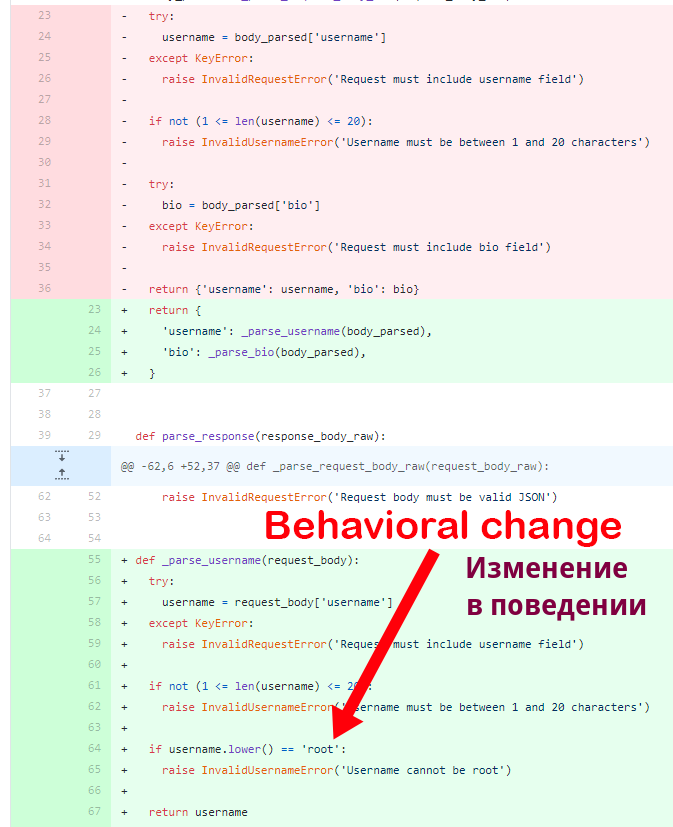 23 - try:
24 - username = body_parsed['username']
25 - except KeyError:
26 - raise InvalidRequestError('Request must include username field')
27 -
28 - if not (1 <= len(username) <= 20):
29 - raise InvalidUsernameError('Username must be between 1 and 20 characters')
30 -
31 - try:
32 - bio = body_parsed['bio']
33 - except KeyError:
34 - raise InvalidRequestError('Request must include bio field')
35 -
36 - return {'username': username, 'bio': bio}
23 + return {
24 + 'username': _parse_username(body_parsed),
25 + 'bio': _parse_bio(body_parsed),
26 + }
37 27
38 28
39 29 def parse_response(response_body_raw):
@@ -62,6 +52,37 @@ def _parse_request_body_raw(request_body_raw):
62 52 raise InvalidRequestError('Request body must be valid JSON')
63 53
64 54
Behavioral change
Изменение
в поведении
55 + def _parse_username(request_body):
56 + try:
57 + username = request_body['username']
58 + except KeyError:
59 + raise InvalidRequestError('Request must include username field')
60 +
61 + if not (1 <= len(username) <= 20):
62 + raise InvalidUsernameError('Username must be between 1 and 20 characters')
63 +
64 + if username.lower() == 'root':
65 + raise InvalidUsernameError('Username cannot be root')
66 +
67 + return username